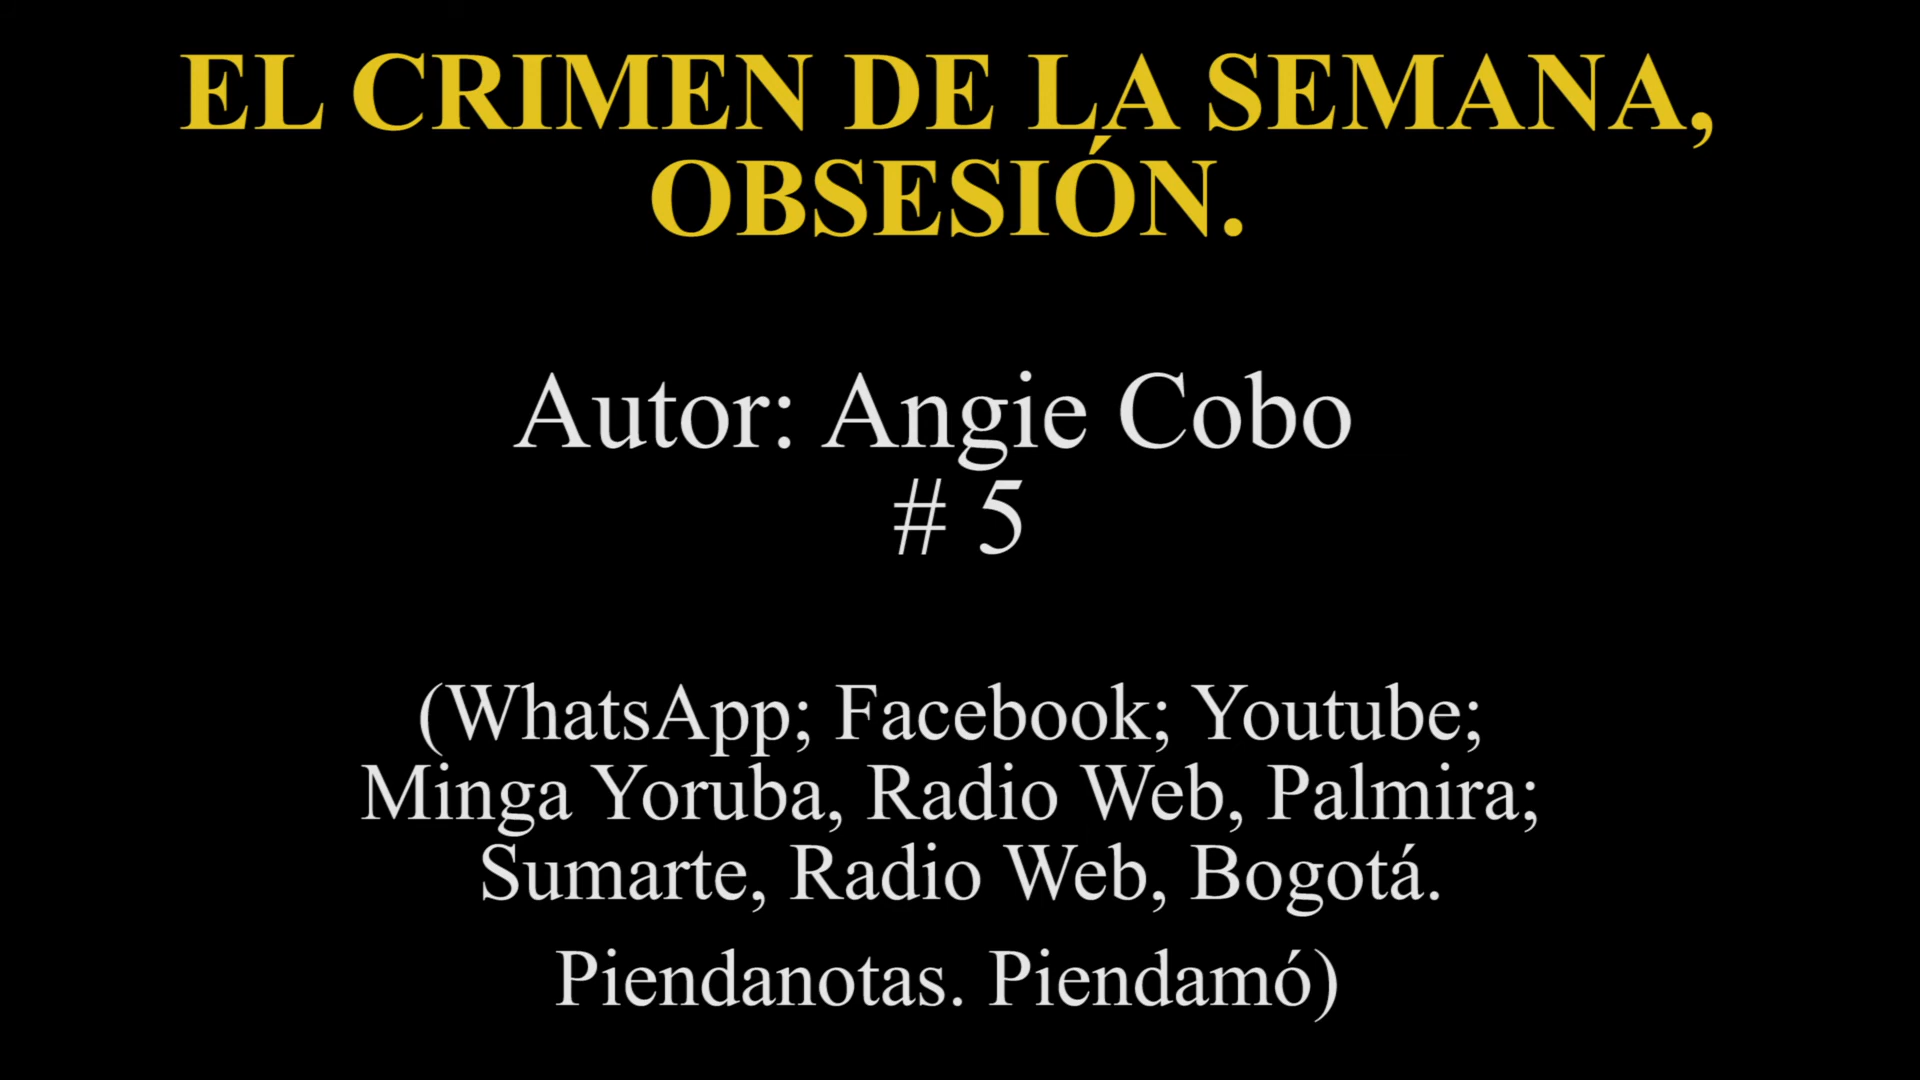 EL CRIMEN DE LA SEMANA,
OBSESIÓN.
Autor: Angie Cobo
# 5
(WhatsApp; Facebook; Youtube;
Minga Yoruba, Radio Web, Palmira;
Sumarte, Radio Web, Bogotá.
Piendanotas. Piendamó)